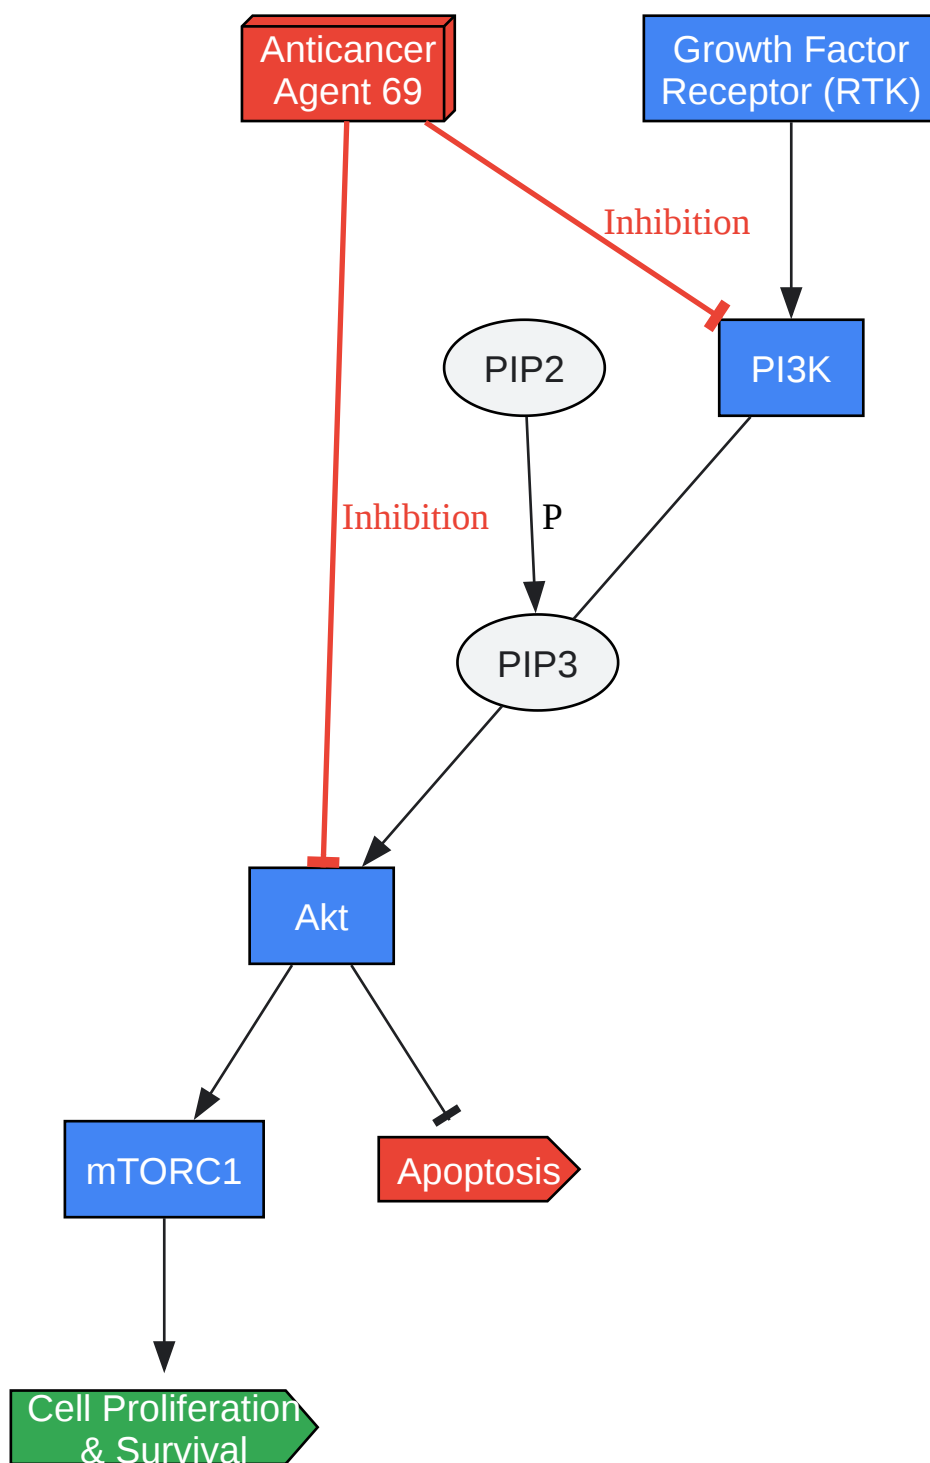 Anticancer
Agent 69
Growth Factor
Receptor (RTK)
Inhibition
PIP2
PI3K
Inhibition
P
PIP3
Akt
mTORC1
Apoptosis
Cell Proliferation
& Survival